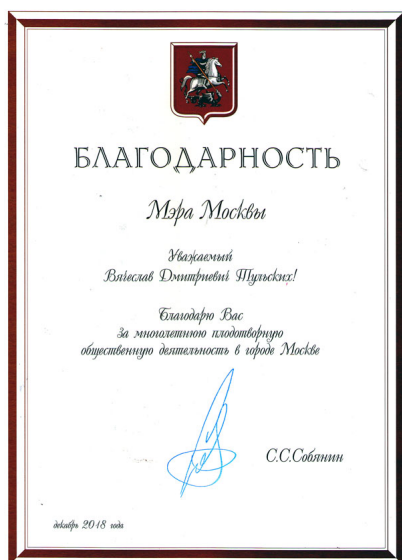 БЛАГОДАРНОСТЬ
Мэра Москвы
Уважаемый
Вячеслав Дмитриевич Тульских!
Благодарю Вас
за многолетнюю плодотворную
общественную деятельность в городе Москве
С.С.Собянин
декабрь 2018 года